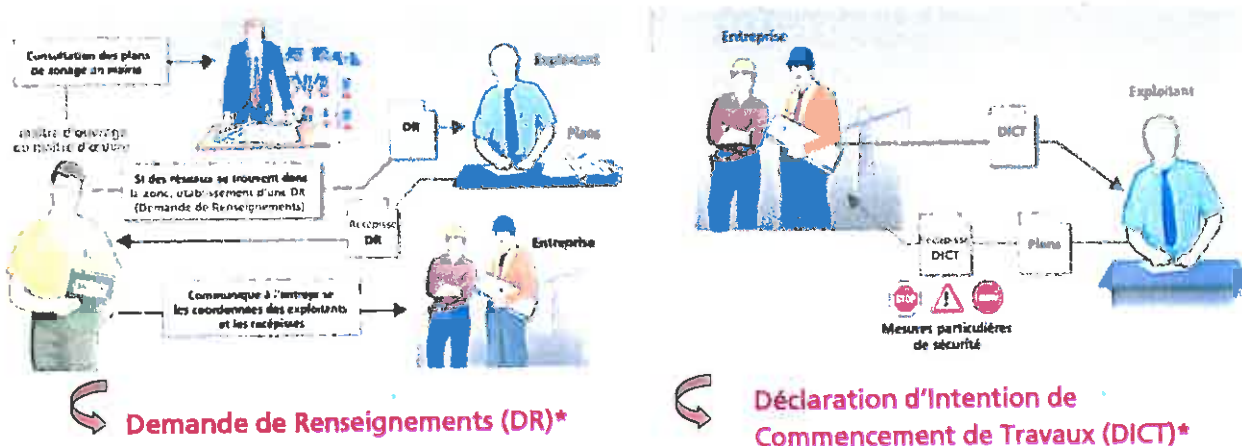 Consultation des plans
de zonage en mairie
maître d'ouvrage
ou maître d'œuvre
DR
Exploitant
Plans
Si des réseaux se trouvent dans
la zone, établissement d'une DR
(Demande de Renseignements)
Récépissé
DR
Entreprise
Communique à l'entreprise
les coordonnées des exploitants
et les récépissés
Demande de Renseignements (DR)*
Entreprise
DICT
Exploitant
Récépissé
DICT
Plans
STOP
Mesures particulières
de sécurité
Déclaration d'Intention de
Commencement de Travaux (DICT)*